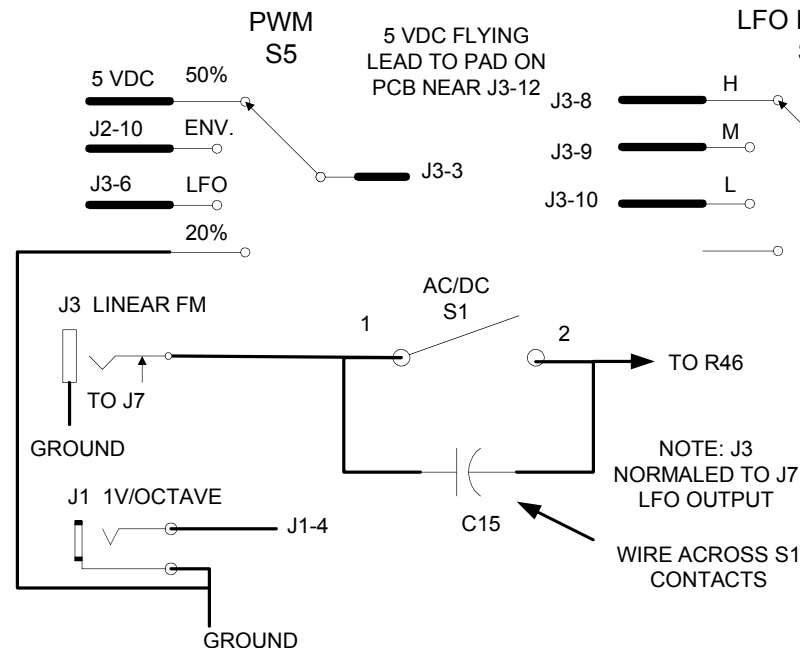 PWM
S5
5 VDC FLYING
LEAD TO PAD ON
PCB NEAR J3-12
LFO
5 VDC 50%
J2-10 ENV.
J3-6 LFO
20%
J3-3
J3-8 H
J3-9 M
J3-10 L
J3 LINEAR FM
TO J7
GROUND
AC/DC
S1
1
2
TO R46
C15
NOTE: J3
NORMALED TO J7
LFO OUTPUT
WIRE ACROSS S1
CONTACTS
J1 1V/OCTAVE
J1-4
GROUND